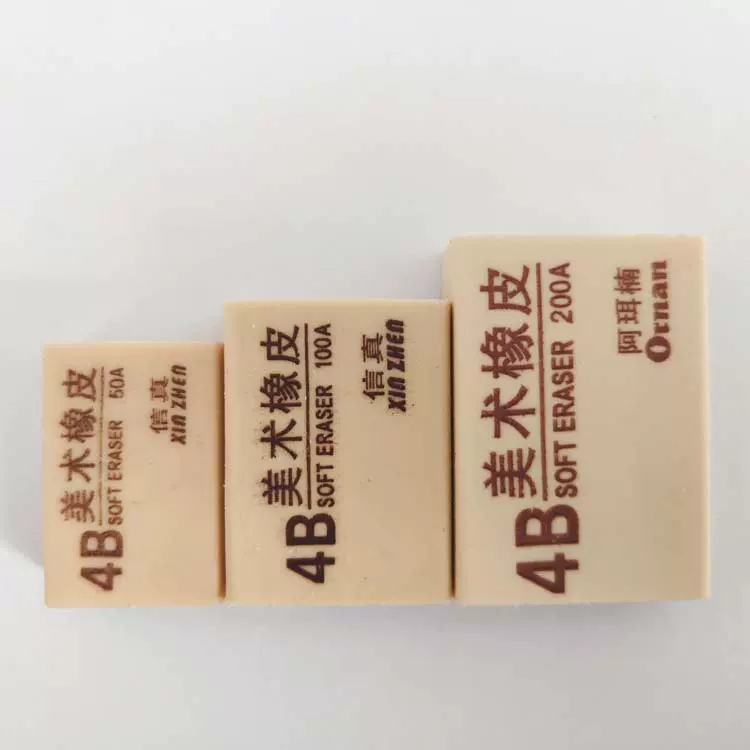 4B
美术橡皮
SOFT ERASER 50A
信真
XIN ZHEN
4B
美术橡皮
SOFT ERASER 100A
信真
XIN ZHEN
4B
美术橡皮
SOFT ERASER 200A
阿珥楠
Ornan